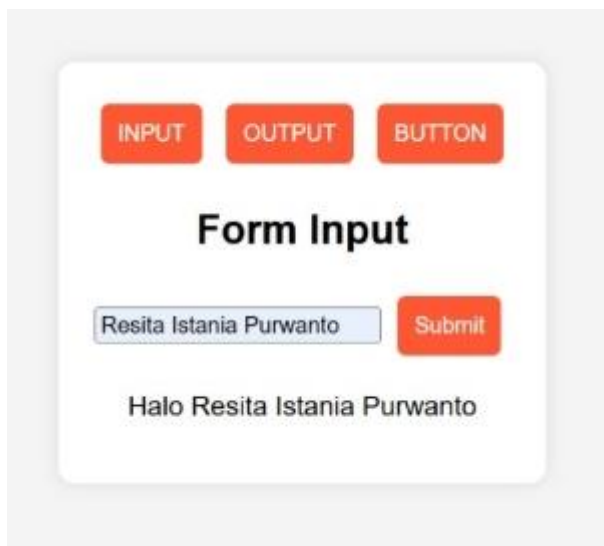 INPUT OUTPUT BUTTON
Form Input
Resita Istania Purwanto Submit
Halo Resita Istania Purwanto